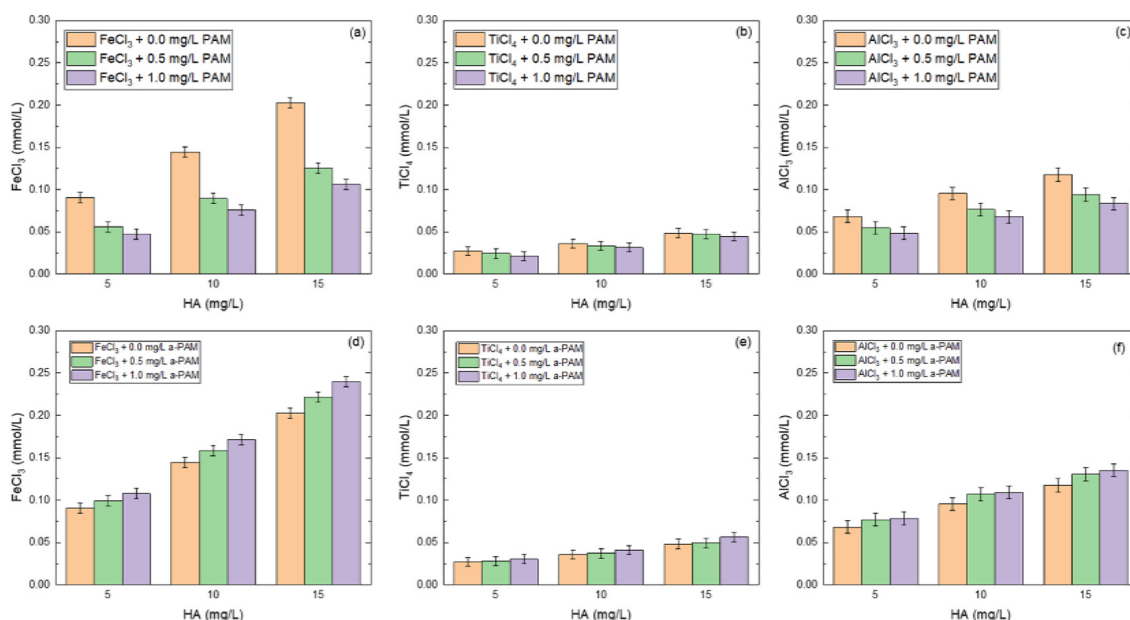 0.30
0.25
0.20
0.15
0.10
0.05
0.00
FeCl₃ (mmol/L)
(a)
FeCl₃ + 0.0 mg/L PAM
FeCl₃ + 0.5 mg/L PAM
FeCl₃ + 1.0 mg/L PAM
5 10 15
HA (mg/L)
0.30
0.25
0.20
0.15
0.10
0.05
0.00
TiCl₄ (mmol/L)
(b)
TiCl₄ + 0.0 mg/L PAM
TiCl₄ + 0.5 mg/L PAM
TiCl₄ + 1.0 mg/L PAM
5 10 15
HA (mg/L)
0.30
0.25
0.20
0.15
0.10
0.05
0.00
AlCl₃ (mmol/L)
(c)
AlCl₃ + 0.0 mg/L PAM
AlCl₃ + 0.5 mg/L PAM
AlCl₃ + 1.0 mg/L PAM
5 10 15
HA (mg/L)
0.30
0.25
0.20
0.15
0.10
0.05
0.00
FeCl₃ (mmol/L)
(d)
FeCl₃ + 0.0 mg/L a-PAM
FeCl₃ + 0.5 mg/L a-PAM
FeCl₃ + 1.0 mg/L a-PAM
5 10 15
HA (mg/L)
0.30
0.25
0.20
0.15
0.10
0.05
0.00
TiCl₄ (mmol/L)
(e)
TiCl₄ + 0.0 mg/L a-PAM
TiCl₄ + 0.5 mg/L a-PAM
TiCl₄ + 1.0 mg/L a-PAM
5 10 15
HA (mg/L)
0.30
0.25
0.20
0.15
0.10
0.05
0.00
AlCl₃ (mmol/L)
(f)
AlCl₃ + 0.0 mg/L a-PAM
AlCl₃ + 0.5 mg/L a-PAM
AlCl₃ + 1.0 mg/L a-PAM
5 10 15
HA (mg/L)